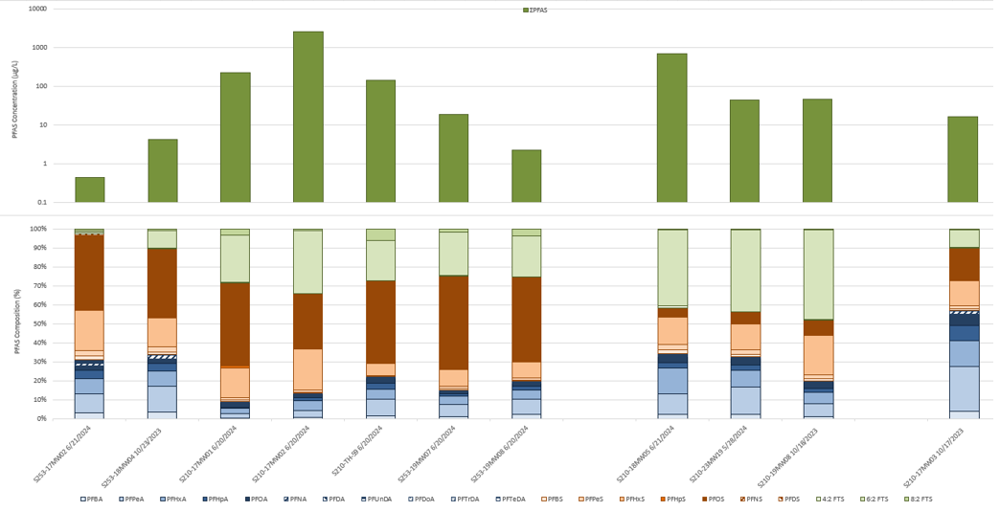 ΣPFAS
10000
1000
100
10
1
0.1
PFAS Concentration (µg/L)
100%
90%
80%
70%
60%
50%
40%
30%
20%
10%
0%
PFAS Composition (%)
S253-17MW02 6/21/2024
S253-18MW04 10/23/2023
S210-17MW01 6/20/2024
S210-17MW02 6/20/2024
S210-TH-5B 6/20/2024
S253-19MW07 6/20/2024
S253-19MW08 6/20/2024
S210-18MW05 6/21/2024
S210-23MW19 5/28/2024
S210-19MW08 10/18/2023
S210-17MW03 10/17/2023
PFBA PFPeA PFHxA PFHpA PFOA PFNA PFDA PFUnDA PFDoA PFTrDA PFTeDA PFBS PFPeS PFHxS PFHpS PFOS PFNS PFDS 4:2 FTS 6:2 FTS 8:2 FTS